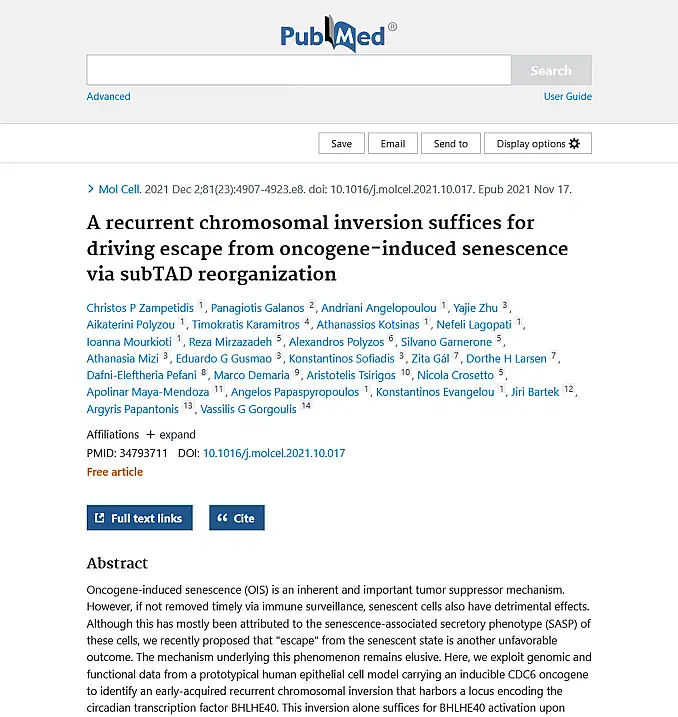 PubMed®
Search
Advanced
User Guide
Save
Email
Send to
Display options
Mol Cell. 2021 Dec 2;81(23):4907-4923.e8. doi: 10.1016/j.molcel.2021.10.017. Epub 2021 Nov 17.
A recurrent chromosomal inversion suffices for
driving escape from oncogene-induced senescence
via subTAD reorganization
Christos P Zampetidis 1, Panagiotis Galanos 2, Andriani Angelopoulou 1, Yajie Zhu 3,
Aikaterini Polyzou 1, Timokratis Karamitros 4, Athanassios Kotsinas 1, Nefeli Lagopati 1,
Ioanna Mourkioti 1, Reza Mirzazadeh 5, Alexandros Polyzos 6, Silvano Garnerone 5,
Athanasia Mizi 3, Eduardo G Gusmao 3, Konstantinos Sofiadis 3, Zita Gál 7, Dorthe H Larsen 7,
Dafni-Eleftheria Pefani 8, Marco Demaria 9, Aristotelis Tsirigos 10, Nicola Crosetto 5,
Apolinar Maya-Mendoza 11, Angelos Papaspyropoulos 1, Konstantinos Evangelou 1, Jiri Bartek 12,
Argyris Papantonis 13, Vassilis G Gorgoulis 14
Affiliations + expand
PMID: 34793711 DOI: 10.1016/j.molcel.2021.10.017
Free article
Full text links
Cite
Abstract
Oncogene-induced senescence (OIS) is an inherent and important tumor suppressor mechanism.
However, if not removed timely via immune surveillance, senescent cells also have detrimental effects.
Although this has mostly been attributed to the senescence-associated secretory phenotype (SASP) of
these cells, we recently proposed that "escape" from the senescent state is another unfavorable
outcome. The mechanism underlying this phenomenon remains elusive. Here, we exploit genomic and
functional data from a prototypical human epithelial cell model carrying an inducible CDC6 oncogene
to identify an early-acquired recurrent chromosomal inversion that harbors a locus encoding the
circadian transcription factor BHLHE40. This inversion alone suffices for BHLHE40 activation upon